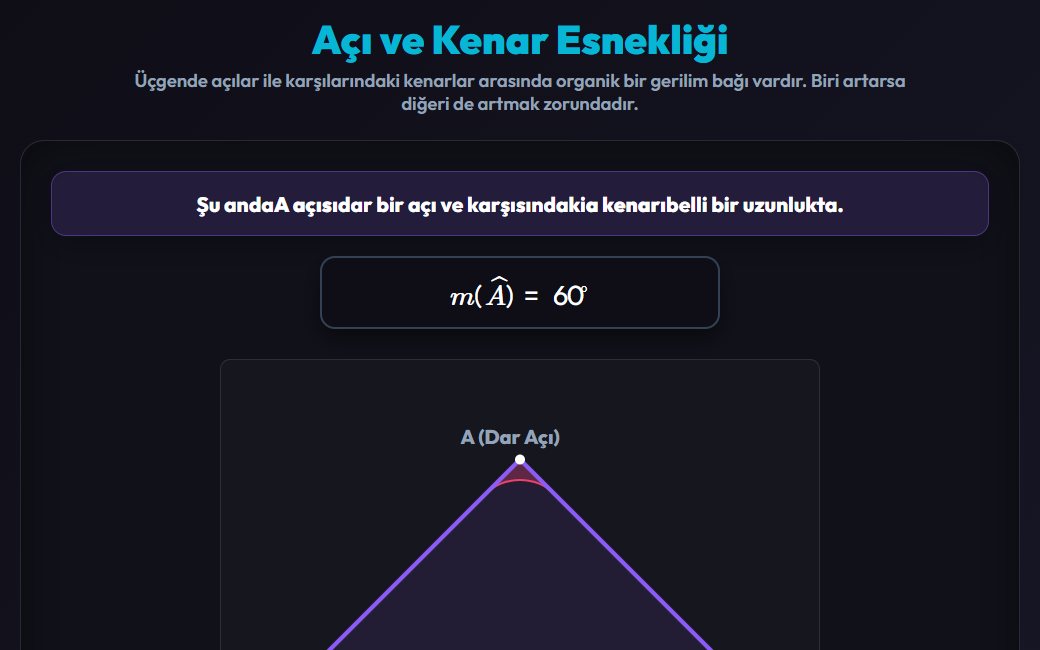 Açı ve Kenar Esnekliği
Üçgende açılar ile karşılarındaki kenarlar arasında organik bir gerilim bağı vardır. Biri artarsa
diğeri de artmak zorundadır.
Şu andaA açısıdar bir açı ve karşısındakia kenarıbelli bir uzunlukta.
m(Â) = 60°
A (Dar Açı)